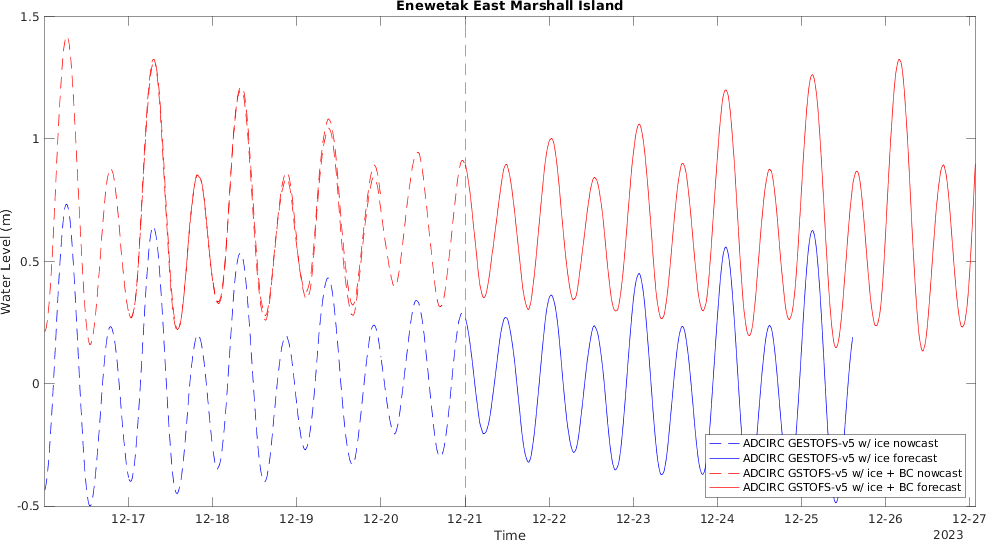 Enewetak East Marshall Island
1.5
1
0.5
0
-0.5
Water Level (m)
12-17
12-18
12-19
12-20
12-21
12-22
12-23
12-24
12-25
12-26
12-27
Time
2023
ADCIRC GESTOFS-v5 w/ ice nowcast
ADCIRC GESTOFS-v5 w/ ice forecast
ADCIRC GSTOFS-v5 w/ ice + BC nowcast
ADCIRC GSTOFS-v5 w/ ice + BC forecast